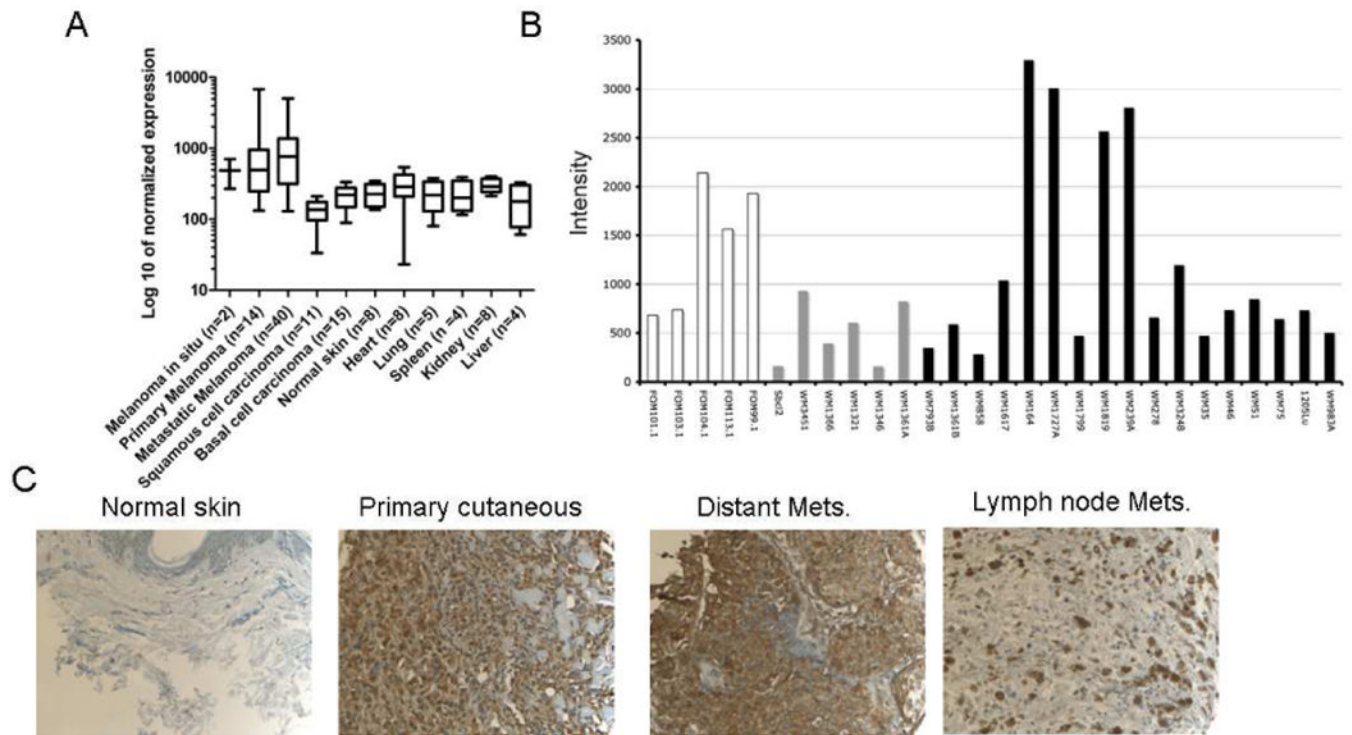 A
Log 10 of normalized expression
10000
1000
100
10
Melanoma in situ (n=2)
Primary Melanoma (n=14)
Metastatic Melanoma (n=40)
Squamous cell carcinoma (n=11)
Basal cell carcinoma (n=15)
Normal skin (n=8)
Heart (n=8)
Lung (n=5)
Spleen (n =4)
Kidney (n=8)
Liver (n=4)
B
Intensity
3500
3000
2500
2000
1500
1000
500
0
FOM101.1
FOM103.1
FOM104.1
FOM113.1
FOM99.1
Sbcl2
WM3451
WM1366
WM1321
WM1346
WM1361A
WM793B
WM1361B
WM858
WM1617
WM164
WM1727A
WM1799
WM1819
WM239A
WM278
WM324B
WM35
WM46
WM51
WM75
1205Lu
WM983A
C
Normal skin
Primary cutaneous
Distant Mets.
Lymph node Mets.